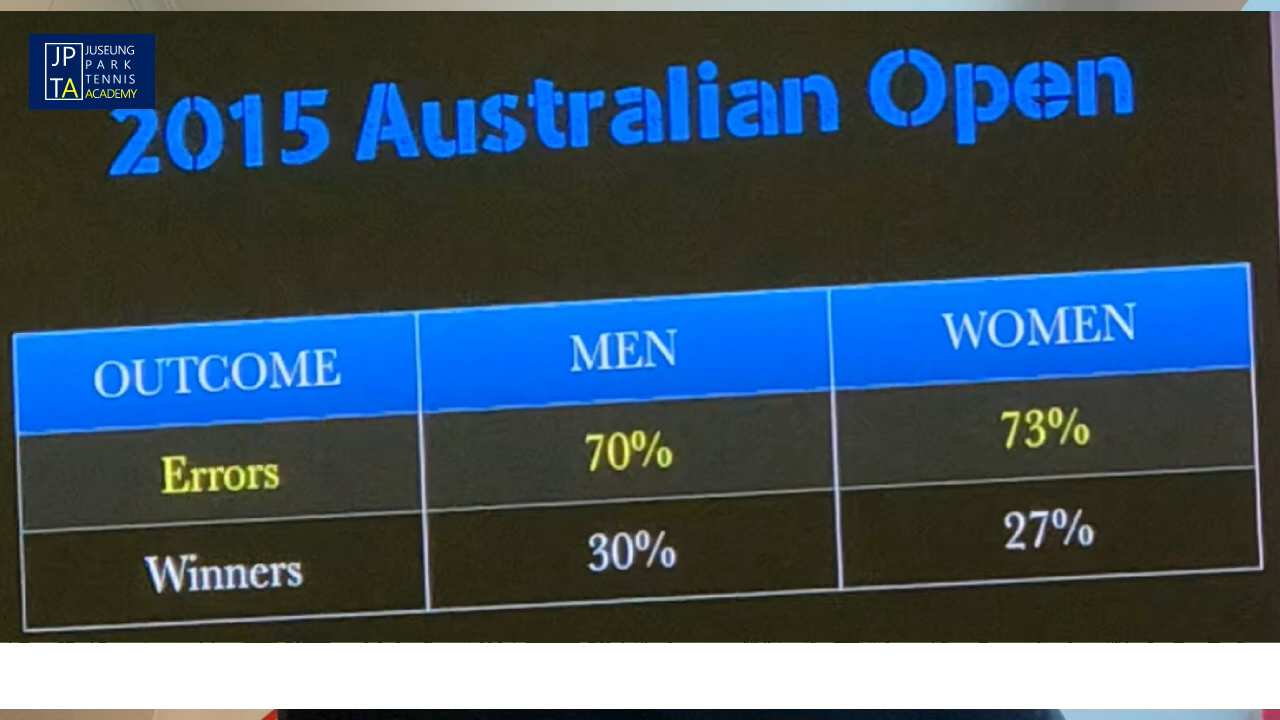 JP JUSEUNG
PARK
TA TENNIS
ACADEMY
2015 Australian Open
OUTCOME MEN WOMEN
Errors 70% 73%
Winners 30% 27%